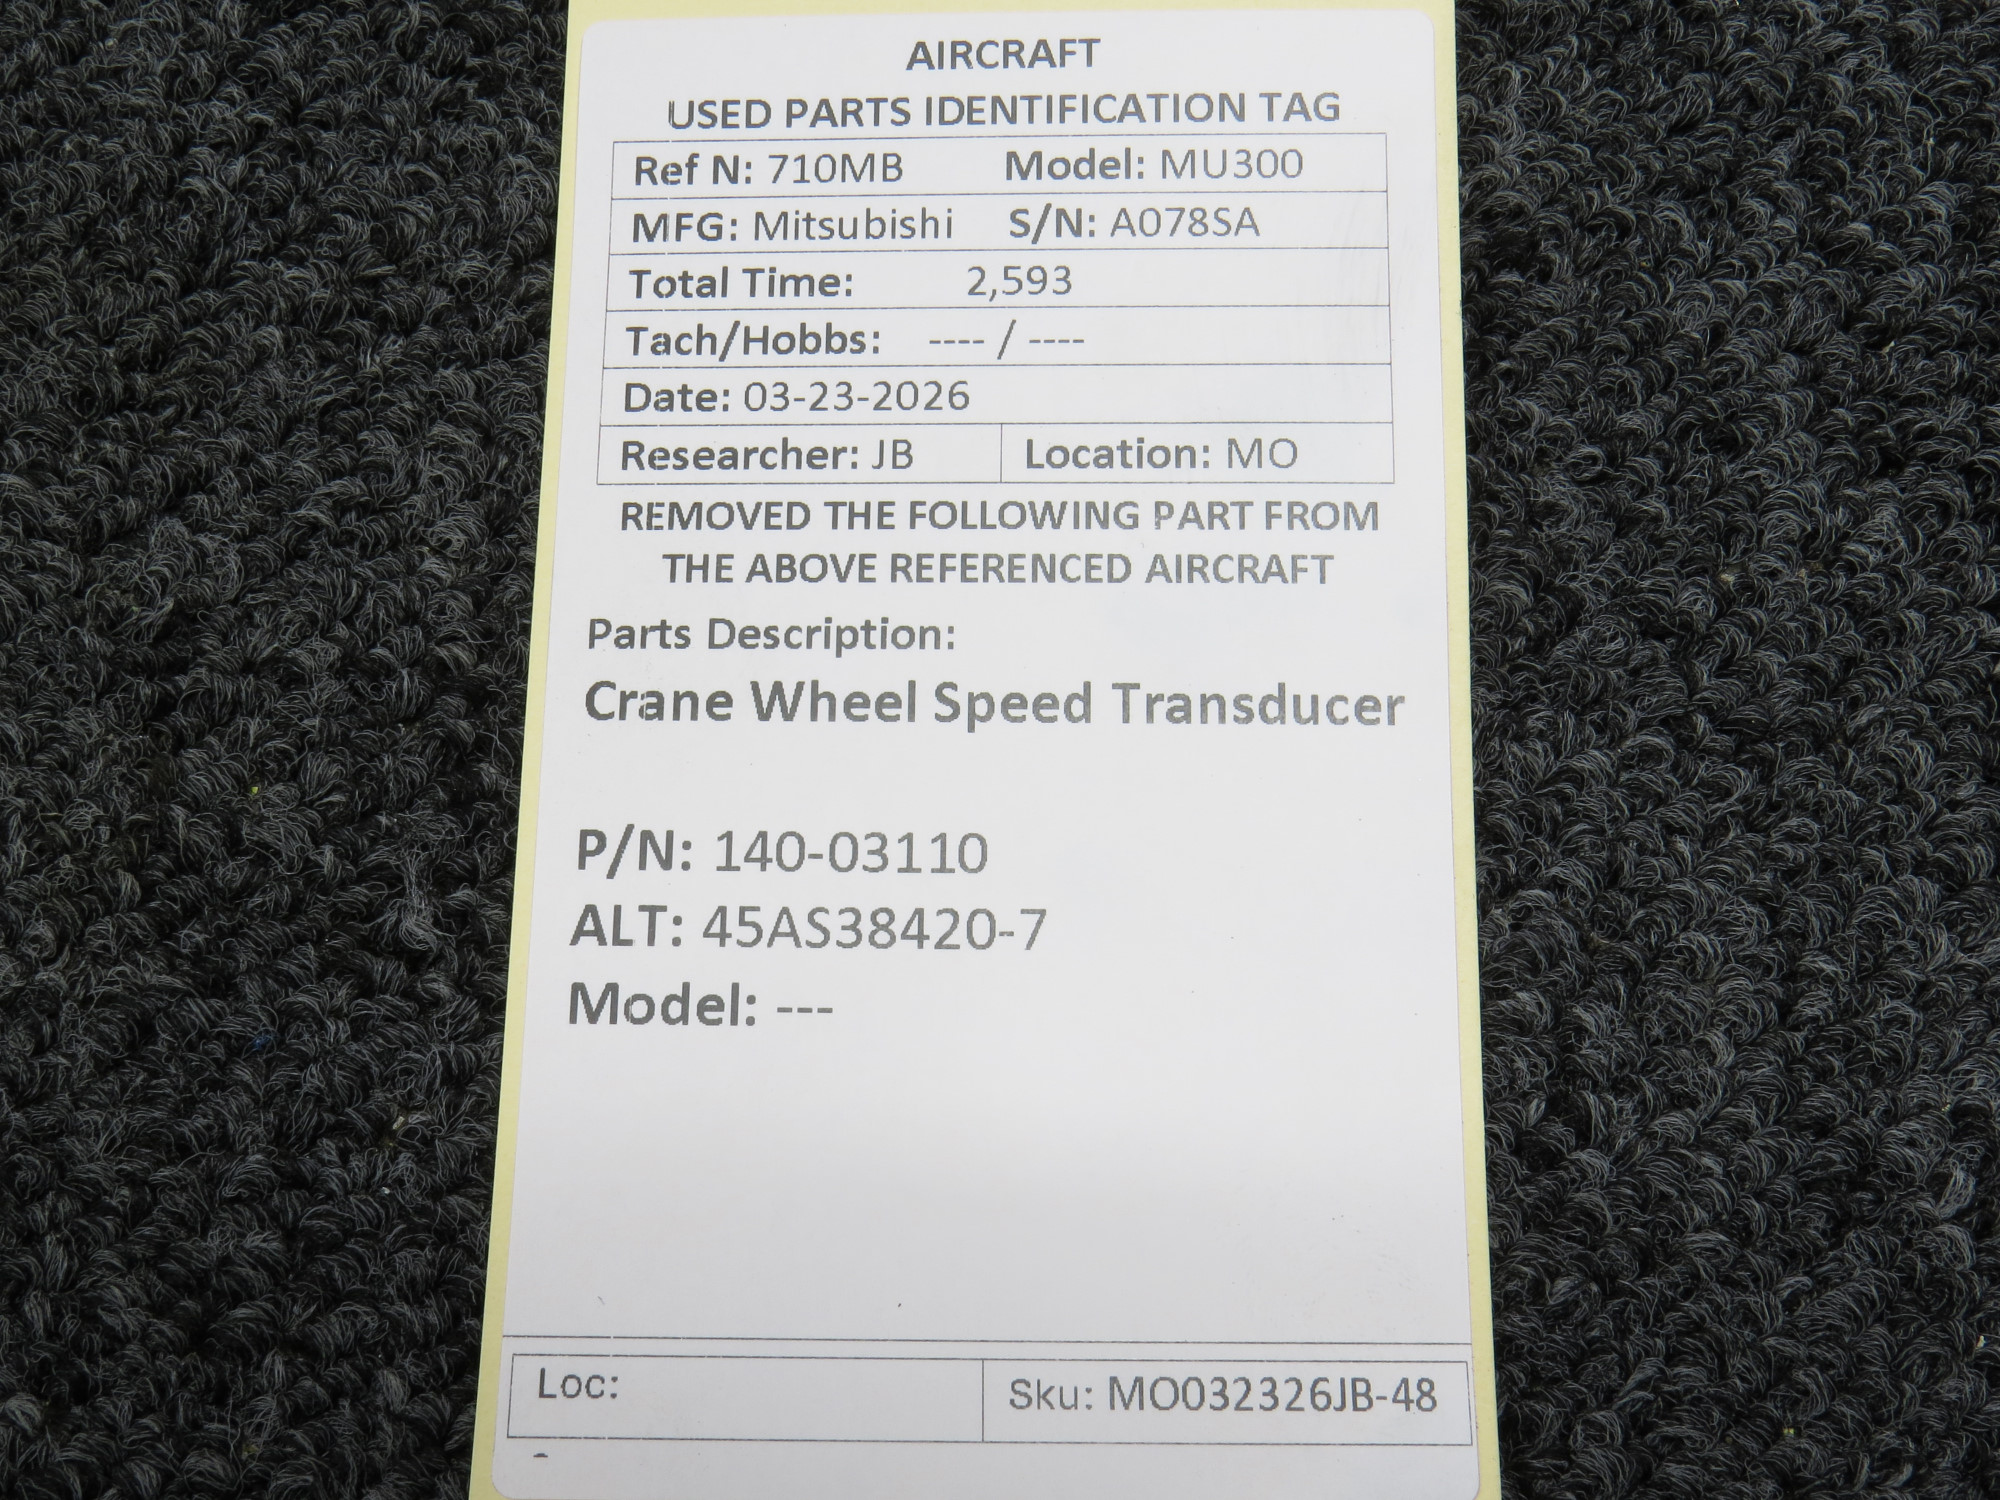 AIRCRAFT
USED PARTS IDENTIFICATION TAG
Ref N: 710MB Model: MU300
MFG: Mitsubishi S/N: A078SA
Total Time: 2,593
Tach/Hobbs: ---- / ----
Date: 03-23-2026
Researcher: JB Location: MO
REMOVED THE FOLLOWING PART FROM
THE ABOVE REFERENCED AIRCRAFT
Parts Description:
Crane Wheel Speed Transducer
P/N: 140-03110
ALT: 45AS38420-7
Model: ---
Loc: Sku: MO032326JB-48